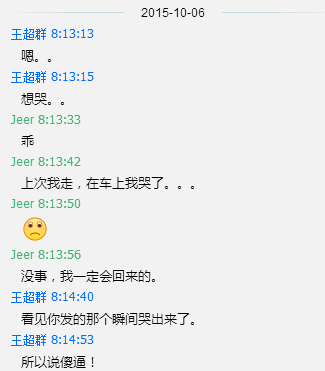 2015-10-06
王超群 8:13:13
嗯。。
王超群 8:13:15
想哭。。
Jeer 8:13:33
乖
Jeer 8:13:42
上次我走，在车上我哭了。。。
Jeer 8:13:50
Jeer 8:13:56
没事，我一定会回来的。
王超群 8:14:40
看见你发的那个瞬间哭出来了。
王超群 8:14:53
所以说傻逼！